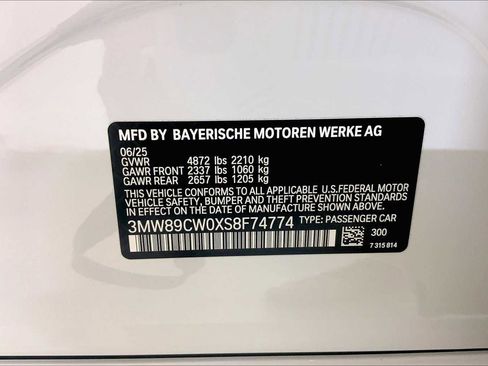 MFD BY BAYERISCHE MOTOREN WERKE AG
06/25
GVWR 4872 lbs 2210 kg
GAWR FRONT 2337 lbs 1060 kg
GAWR REAR 2657 lbs 1205 kg
THIS VEHICLE CONFORMS TO ALL APPLICABLE U.S.FEDERAL MOTOR
VEHICLE SAFETY, BUMPER, AND THEFT PREVENTION STANDARDS
IN EFFECT ON THE DATE OF MANUFACTURE SHOWN ABOVE.
3MW89CW0XS8F74774 TYPE: PASSENGER CAR
300
7 315 814